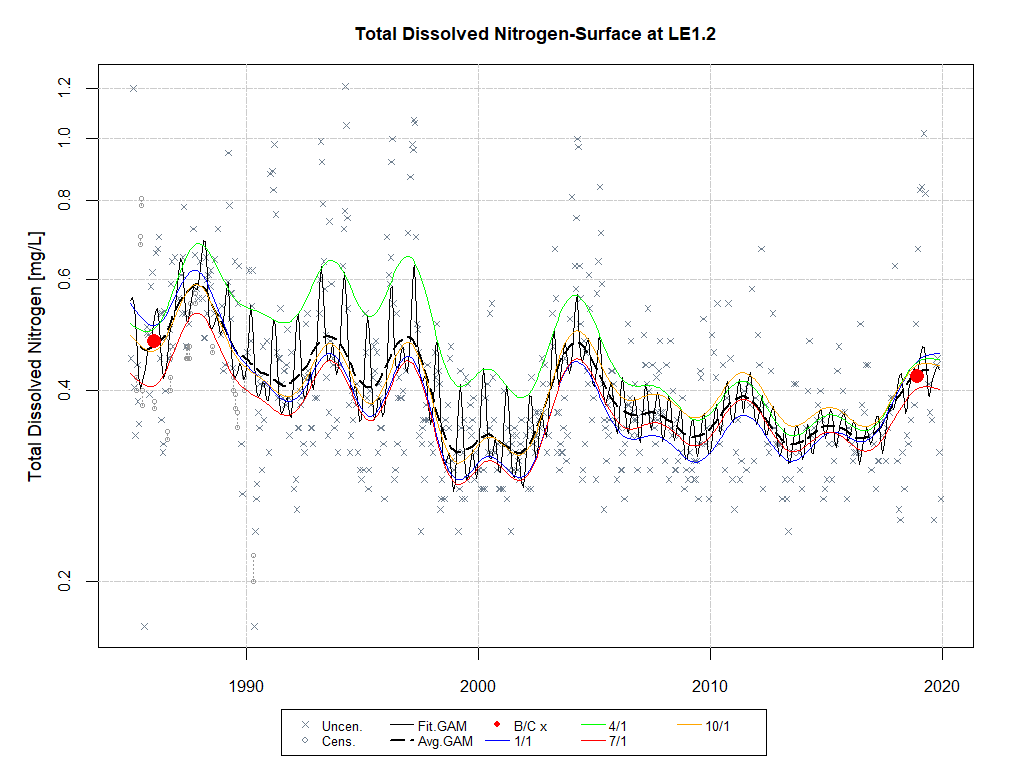 Total Dissolved Nitrogen-Surface at LE1.2
Total Dissolved Nitrogen [mg/L]
1.2
1.0
0.8
0.6
0.4
0.2
1990 2000 2010 2020
Uncen. Fit.GAM B/C x 4/1 10/1
Cens. Avg.GAM 1/1 7/1